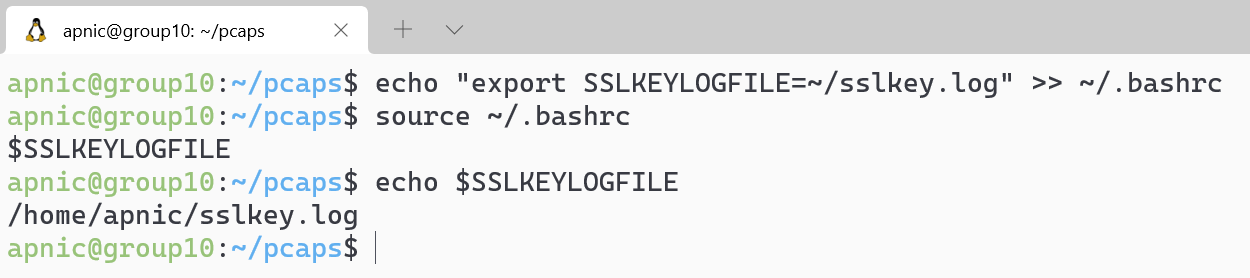 apnic@group10: ~/pcaps
apnic@group10:~/pcaps$ echo "export SSLKEYLOGFILE=~/sslkey.log" >> ~/.bashrc
apnic@group10:~/pcaps$ source ~/.bashrc
$SSLKEYLOGFILE
apnic@group10:~/pcaps$ echo $SSLKEYLOGFILE
/home/apnic/sslkey.log
apnic@group10:~/pcaps$